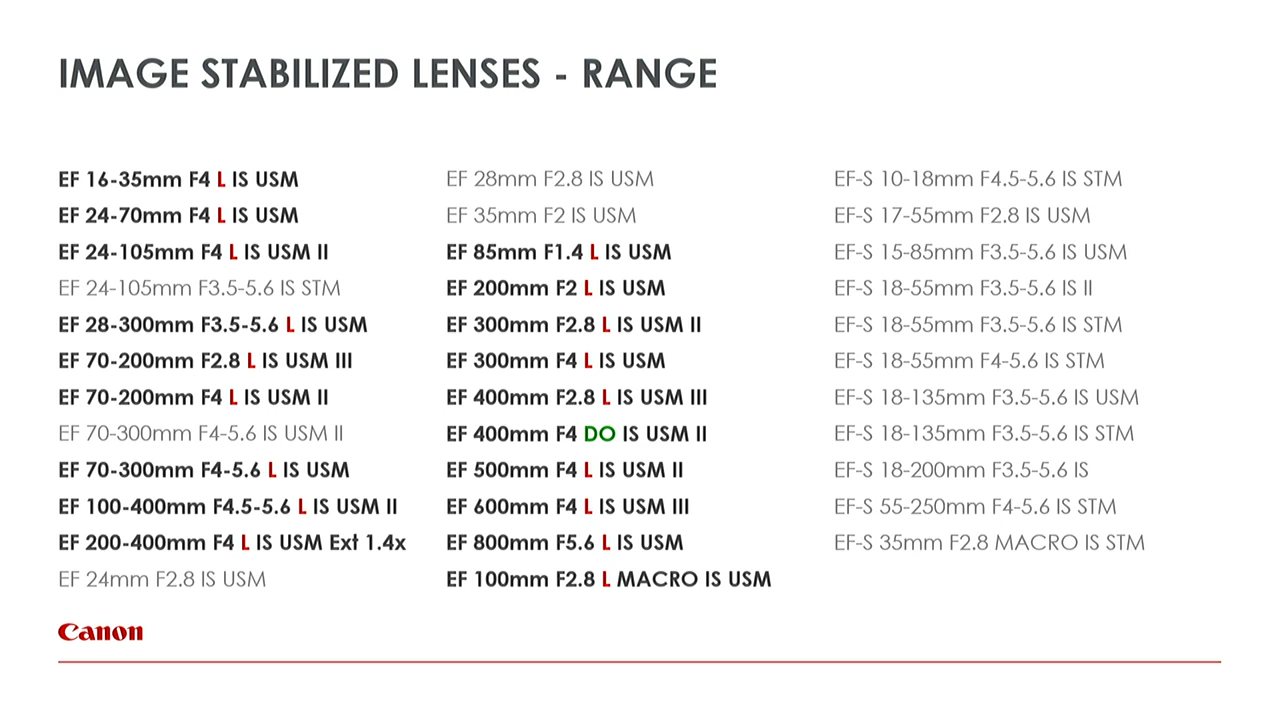 IMAGE STABILIZED LENSES - RANGE
EF 16-35mm F4 L IS USM
EF 24-70mm F4 L IS USM
EF 24-105mm F4 L IS USM II
EF 24-105mm F3.5-5.6 IS STM
EF 28-300mm F3.5-5.6 L IS USM
EF 70-200mm F2.8 L IS USM III
EF 70-200mm F4 L IS USM II
EF 70-300mm F4-5.6 IS USM II
EF 70-300mm F4-5.6 L IS USM
EF 100-400mm F4.5-5.6 L IS USM II
EF 200-400mm F4 L IS USM Ext 1.4x
EF 24mm F2.8 IS USM
EF 28mm F2.8 IS USM
EF 35mm F2 IS USM
EF 85mm F1.4 L IS USM
EF 200mm F2 L IS USM
EF 300mm F2.8 L IS USM II
EF 300mm F4 L IS USM
EF 400mm F2.8 L IS USM III
EF 400mm F4 DO IS USM II
EF 500mm F4 L IS USM II
EF 600mm F4 L IS USM III
EF 800mm F5.6 L IS USM
EF 100mm F2.8 L MACRO IS USM
EF-S 10-18mm F4.5-5.6 IS STM
EF-S 17-55mm F2.8 IS USM
EF-S 15-85mm F3.5-5.6 IS USM
EF-S 18-55mm F3.5-5.6 IS II
EF-S 18-55mm F3.5-5.6 IS STM
EF-S 18-55mm F4-5.6 IS STM
EF-S 18-135mm F3.5-5.6 IS USM
EF-S 18-135mm F3.5-5.6 IS STM
EF-S 18-200mm F3.5-5.6 IS
EF-S 55-250mm F4-5.6 IS STM
EF-S 35mm F2.8 MACRO IS STM
Canon